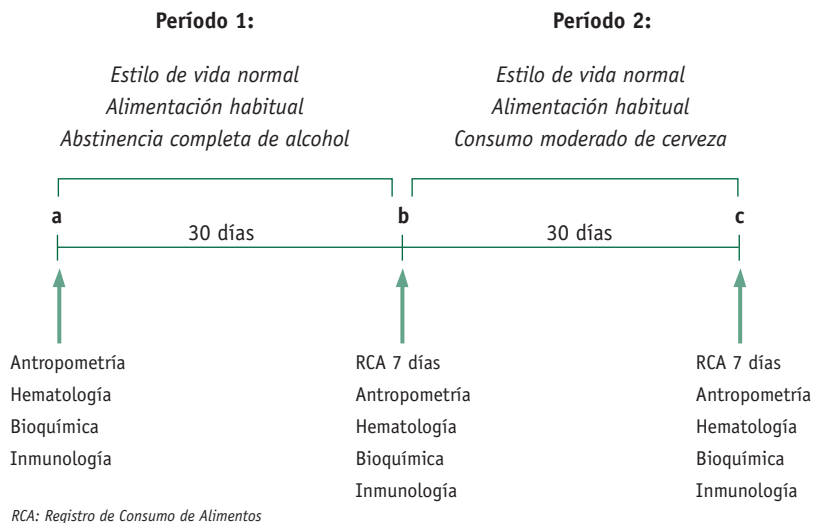 Período 1:
Estilo de vida normal
Alimentación habitual
Abstinencia completa de alcohol
Período 2:
Estilo de vida normal
Alimentación habitual
Consumo moderado de cerveza
a
b
c
30 días
30 días
Antropometría
Hematología
Bioquímica
Inmunología
RCA 7 días
Antropometría
Hematología
Bioquímica
Inmunología
RCA 7 días
Antropometría
Hematología
Bioquímica
Inmunología
RCA: Registro de Consumo de Alimentos